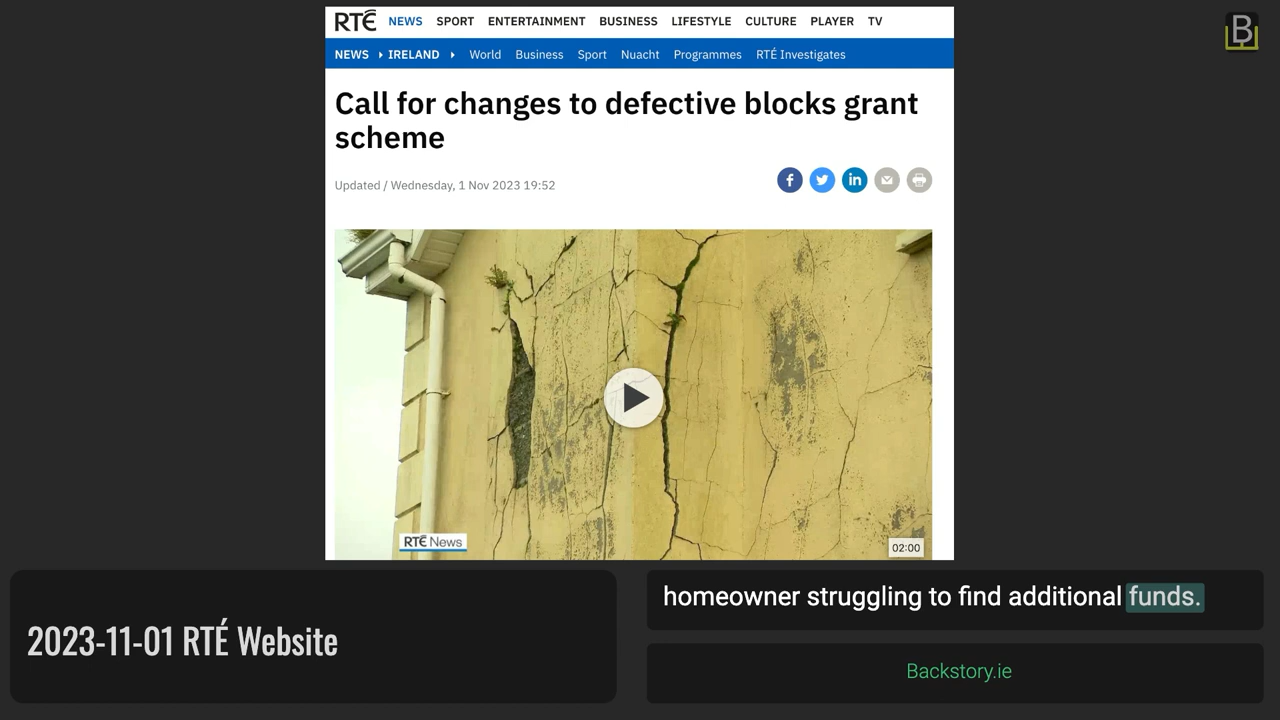 RTÉ NEWS SPORT ENTERTAINMENT BUSINESS LIFESTYLE CULTURE PLAYER TV
NEWS IRELAND World Business Sport Nuacht Programmes RTÉ Investigates
Call for changes to defective blocks grant
scheme
Updated / Wednesday, 1 Nov 2023 19:52
f in
RTÉ News
02:00
2023-11-01 RTÉ Website
homeowner struggling to find additional funds.
Backstory.ie
B